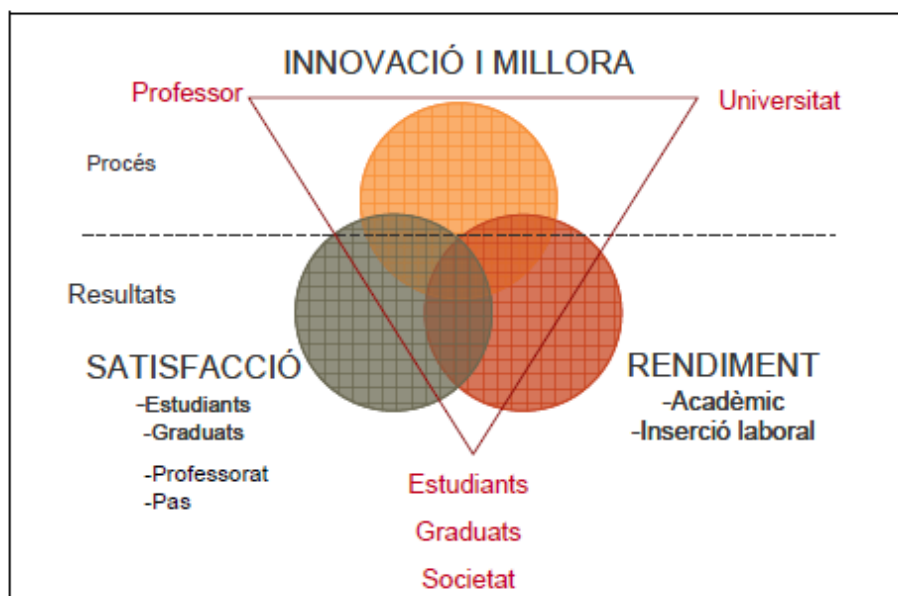 INNOVACIÓ I MILLORA
Professor
Universitat
Procés
Resultats
SATISFACCIÓ
-Estudiants
-Graduats
-Professorat
-Pas
RENDIMENT
-Acadèmic
-Inserció laboral
Estudiants
Graduats
Societat